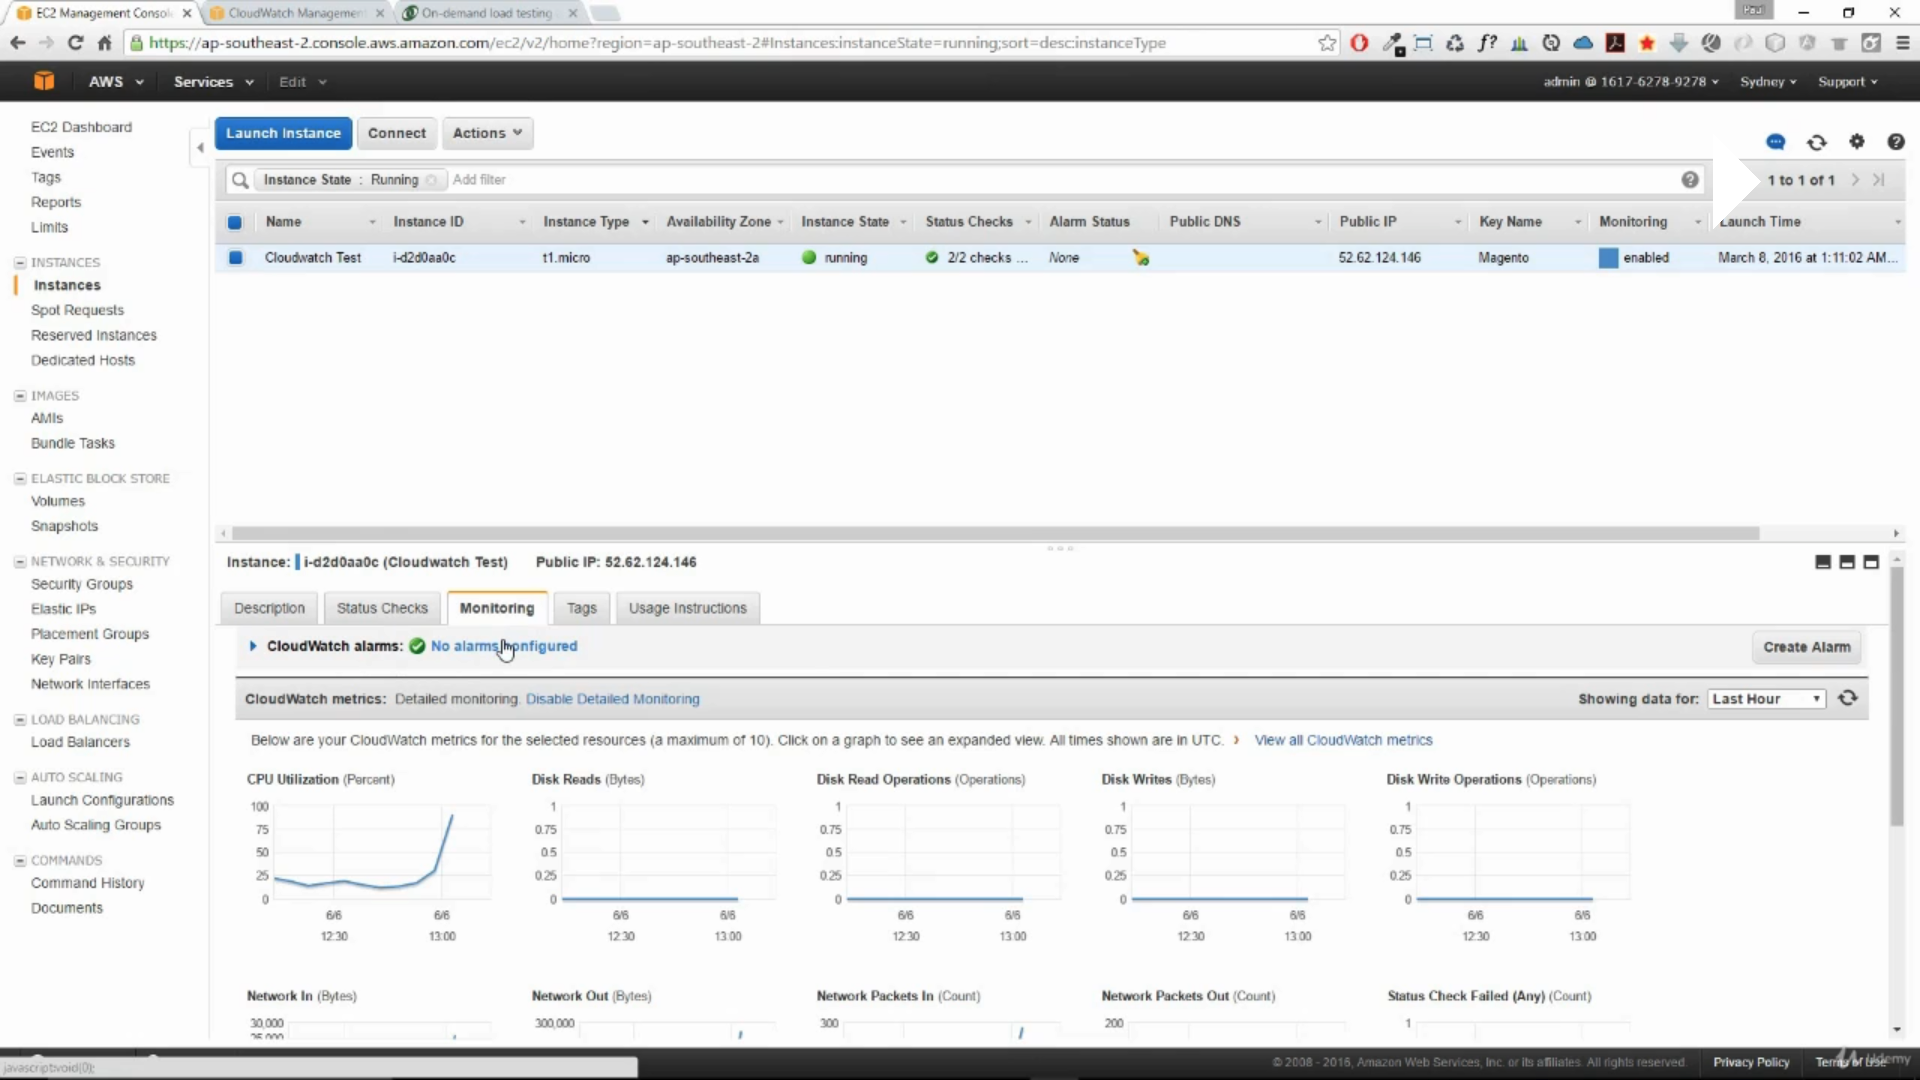 EC2 Management Consol
CloudWatch Managemen
On-demand load testing
Paul
https://ap-southeast-2.console.aws.amazon.com/ec2/v2/home?region=ap-southeast-2#Instances:instanceState=running;sort=desc:instanceType
AWS Services Edit
admin @ 1617-6278-9278 Sydney Support
EC2 Dashboard
Events
Tags
Reports
Limits
INSTANCES
Instances
Spot Requests
Reserved Instances
Dedicated Hosts
IMAGES
AMIs
Bundle Tasks
ELASTIC BLOCK STORE
Volumes
Snapshots
NETWORK & SECURITY
Security Groups
Elastic IPs
Placement Groups
Key Pairs
Network Interfaces
LOAD BALANCING
Load Balancers
AUTO SCALING
Launch Configurations
Auto Scaling Groups
COMMANDS
Command History
Documents
Launch Instance Connect Actions
Instance State : Running Add filter
1 to 1 of 1
Name Instance ID Instance Type Availability Zone Instance State Status Checks Alarm Status Public DNS Public IP Key Name Monitoring Launch Time
Cloudwatch Test i-d2d0aa0c t1.micro ap-southeast-2a running 2/2 checks ... None 52.62.124.146 Magento enabled March 8, 2016 at 1:11:02 AM...
Instance: i-d2d0aa0c (Cloudwatch Test) Public IP: 52.62.124.146
Description Status Checks Monitoring Tags Usage Instructions
CloudWatch alarms: No alarms configured
Create Alarm
CloudWatch metrics: Detailed monitoring. Disable Detailed Monitoring
Showing data for: Last Hour
Below are your CloudWatch metrics for the selected resources (a maximum of 10). Click on a graph to see an expanded view. All times shown are in UTC. View all CloudWatch metrics
CPU Utilization (Percent)
100
75
50
25
0
6/6 6/6
12:30 13:00
Disk Reads (Bytes)
1
0.75
0.5
0.25
0
6/6 6/6
12:30 13:00
Disk Read Operations (Operations)
1
0.75
0.5
0.25
0
6/6 6/6
12:30 13:00
Disk Writes (Bytes)
1
0.75
0.5
0.25
0
6/6 6/6
12:30 13:00
Disk Write Operations (Operations)
1
0.75
0.5
0.25
0
6/6 6/6
12:30 13:00
Network In (Bytes)
30,000
25,000
Network Out (Bytes)
300,000
Network Packets In (Count)
300
Network Packets Out (Count)
200
Status Check Failed (Any) (Count)
1
javascript:void(0);
© 2008 - 2016, Amazon Web Services, Inc. or its affiliates. All rights reserved. Privacy Policy Terms of Use
Udemy